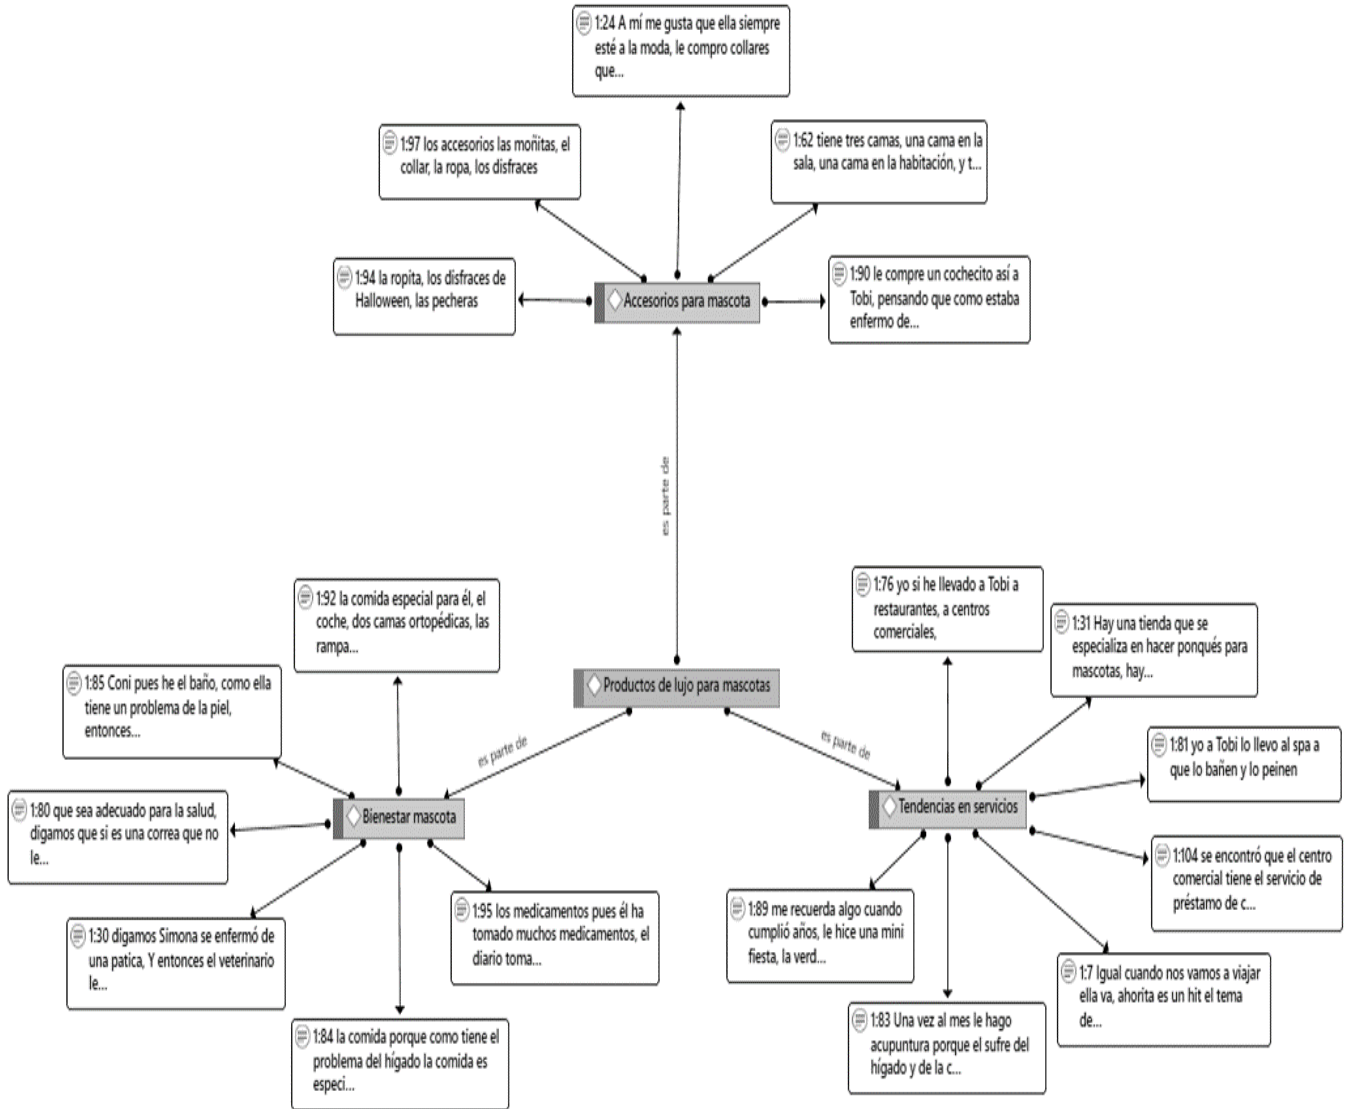 1:24 A mí me gusta que ella siempre
esté a la moda, le compro collares
que...
1:97 los accesorios las moñitas, el
collar, la ropa, los disfraces
1:62 tiene tres camas, una cama en la
sala, una cama en la habitación, y t...
1:94 la ropita, los disfraces de
Halloween, las pecheras
Accesorios para mascota
1:90 le compre un cochecito así a
Tobi, pensando que como estaba
enfermo de...
es parte de
1:92 la comida especial para él, el
coche, dos camas ortopédicas, las
rampa...
1:76 yo si he llevado a Tobi a
restaurantes, a centros
comerciales,
1:31 Hay una tienda que se
especializa en hacer ponqués para
mascotas, hay...
1:85 Coni pues he el baño, como ella
tiene un problema de la piel,
entonces...
Productos de lujo para mascotas
es parte de
es parte de
1:81 yo a Tobi lo llevo al spa a
que lo bañen y lo peinen
1:80 que sea adecuado para la salud,
digamos que si es una correa que no
le...
Bienestar mascota
Tendencias en servicios
1:104 se encontró que el centro
comercial tiene el servicio de
préstamo de c...
1:30 digamos Simona se enfermó de
una patica, Y entonces el veterinario
le...
1:95 los medicamentos pues él ha
tomado muchos medicamentos, el
diario toma...
1:89 me recuerda algo cuando
cumplió años, le hice una mini
fiesta, la verd...
1:7 Igual cuando nos vamos a viajar
ella va, ahorita es un hit el tema
de...
1:84 la comida porque como tiene el
problema del hígado la comida es
especi...
1:83 Una vez al mes le hago
acupuntura porque el sufre del
hígado y de la c...